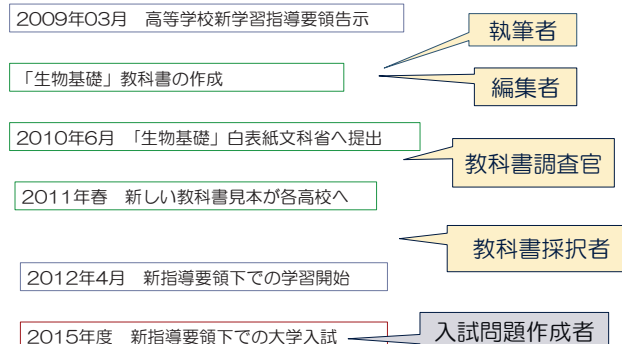 2009年03月　高等学校新学習指導要領告示
執筆者
「生物基礎」教科書の作成
編集者
2010年6月　「生物基礎」白表紙文科省へ提出
教科書調査官
2011年春　新しい教科書見本が各高校へ
教科書採択者
2012年4月　新指導要領下での学習開始
2015年度　新指導要領下での大学入試
入試問題作成者